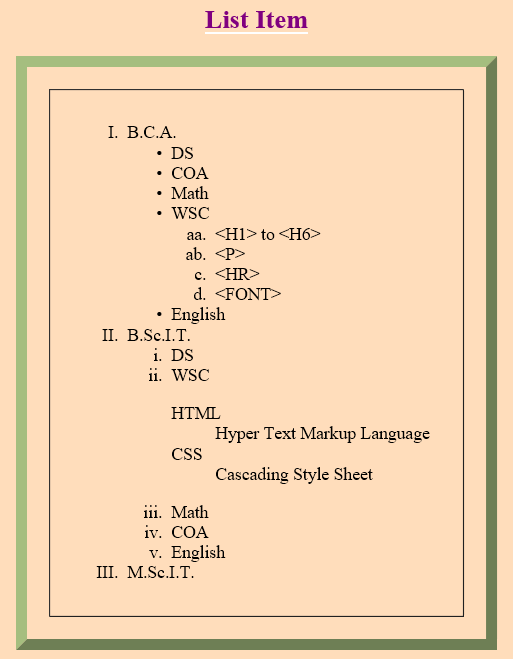 List Item
I. B.C.A.
• DS
• COA
• Math
• WSC
aa. <H1> to <H6>
ab. <P>
c. <HR>
d. <FONT>
• English
II. B.Sc.I.T.
i. DS
ii. WSC
HTML
Hyper Text Markup Language
CSS
Cascading Style Sheet
iii. Math
iv. COA
v. English
III. M.Sc.I.T.